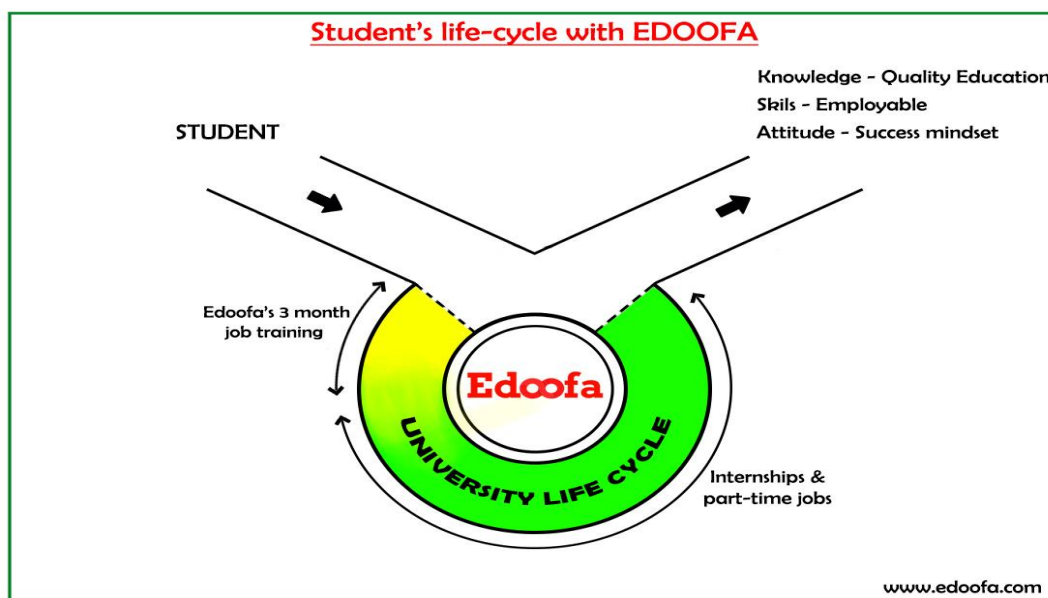 Student's life-cycle with EDOOFA
Knowledge - Quality Education
Skils - Employable
Attitude - Success mindset
STUDENT
Edoofa's 3 month
job training
Edoofa
UNIVERSITY LIFE CYCLE
Internships &
part-time jobs
www.edoofa.com